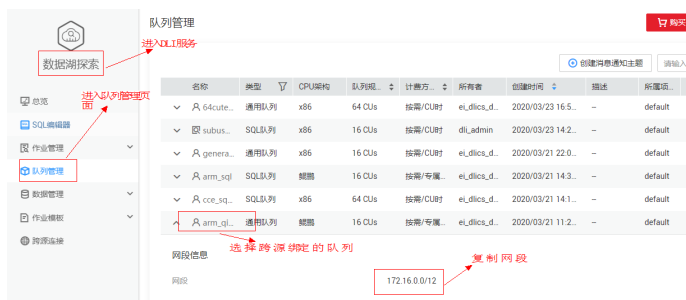 队列管理
购买
进入DLI服务
数据湖探索
创建消息通知主题
请输入
名称 类型 CPU架构 队列规... 计费方... 所有者 创建时间 描述 所属项...
总览
进入队列管理页面
64cute... 通用队列 x86 64 CUs 按需/CU时 ei_dlics_d... 2020/03/23 16:5... – default
SQL编辑器
subus... SQL队列 x86 16 CUs 按需/CU时 dli_admin 2020/03/23 14:2... – default
作业管理
genera... 通用队列 x86 16 CUs 按需/CU时 ei_dlics_d... 2020/03/21 22:0... – default
队列管理
arm_sql SQL队列 鲲鹏 16 CUs 按需/专属... ei_dlics_d... 2020/03/21 14:3... – default
数据管理
cce_sq... SQL队列 x86 64 CUs 按需/CU时 ei_dlics_d... 2020/03/21 14:1... – default
作业模板
arm_qi... 通用队列 鲲鹏 16 CUs 按需/专属... ei_dlics_d... 2020/03/21 11:2... – default
跨源连接
选择跨源绑定的队列
网段信息
复制网段
网段 172.16.0.0/12